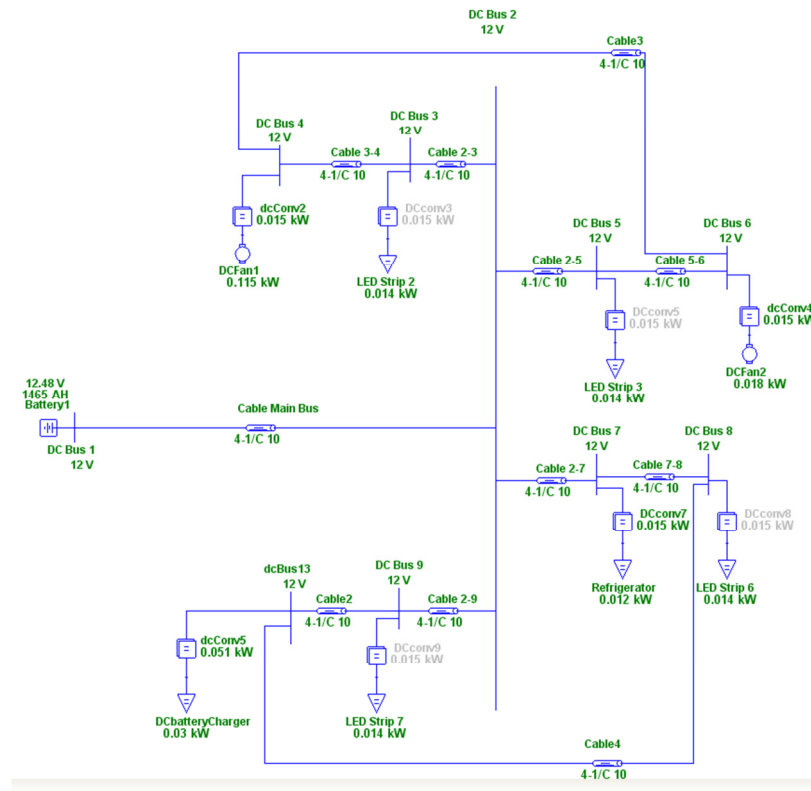 DC Bus 2
12 V
Cable3
4-1/C 10
DC Bus 4
12 V
DC Bus 3
12 V
Cable 3-4
4-1/C 10
Cable 2-3
4-1/C 10
dcConv2
0.015 kW
DCconv3
0.015 kW
DCFan1
0.115 kW
LED Strip 2
0.014 kW
DC Bus 5
12 V
DC Bus 6
12 V
Cable 2-5
4-1/C 10
Cable 5-6
4-1/C 10
DCconv5
0.015 kW
dcConv4
0.015 kW
LED Strip 3
0.014 kW
DCFan2
0.018 kW
12.48 V
1465 AH
Battery1
DC Bus 1
12 V
Cable Main Bus
4-1/C 10
DC Bus 7
12 V
DC Bus 8
12 V
Cable 2-7
4-1/C 10
Cable 7-8
4-1/C 10
DCconv7
0.015 kW
DCconv8
0.015 kW
Refrigerator
0.012 kW
LED Strip 6
0.014 kW
dcBus13
12 V
DC Bus 9
12 V
Cable2
4-1/C 10
Cable 2-9
4-1/C 10
dcConv5
0.051 kW
DCconv9
0.015 kW
DCbatteryCharger
0.03 kW
LED Strip 7
0.014 kW
Cable4
4-1/C 10